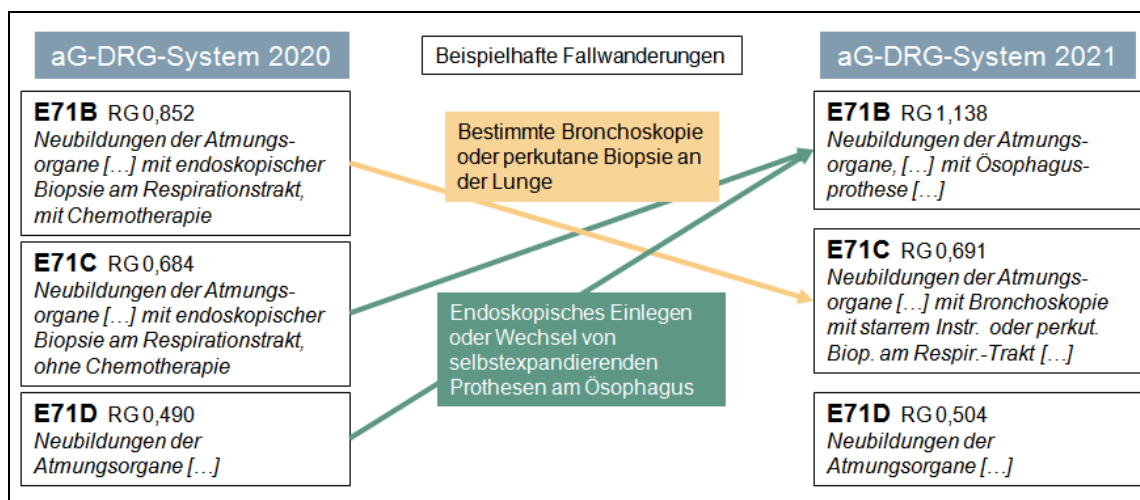 aG-DRG-System 2020
Beispielhafte Fallwanderungen
aG-DRG-System 2021
E71B RG 0,852
Neubildungen der Atmungs-
organe [...] mit endoskopischer
Biopsie am Respirationstrakt,
mit Chemotherapie
E71C RG 0,684
Neubildungen der Atmungs-
organe [...] mit endoskopischer
Biopsie am Respirationstrakt,
ohne Chemotherapie
E71D RG 0,490
Neubildungen der
Atmungsorgane [...]
Bestimmte Bronchoskopie
oder perkutane Biopsie an
der Lunge
Endoskopisches Einlegen
oder Wechsel von
selbstexpandierenden
Prothesen am Ösophagus
E71B RG 1,138
Neubildungen der Atmungs-
organe, [...] mit Ösophagus-
prothese [...]
E71C RG 0,691
Neubildungen der Atmungs-
organe [...] mit Bronchoskopie
mit starrem Instr. oder perkut.
Biop. am Respir.-Trakt [...]
E71D RG 0,504
Neubildungen der
Atmungsorgane [...]